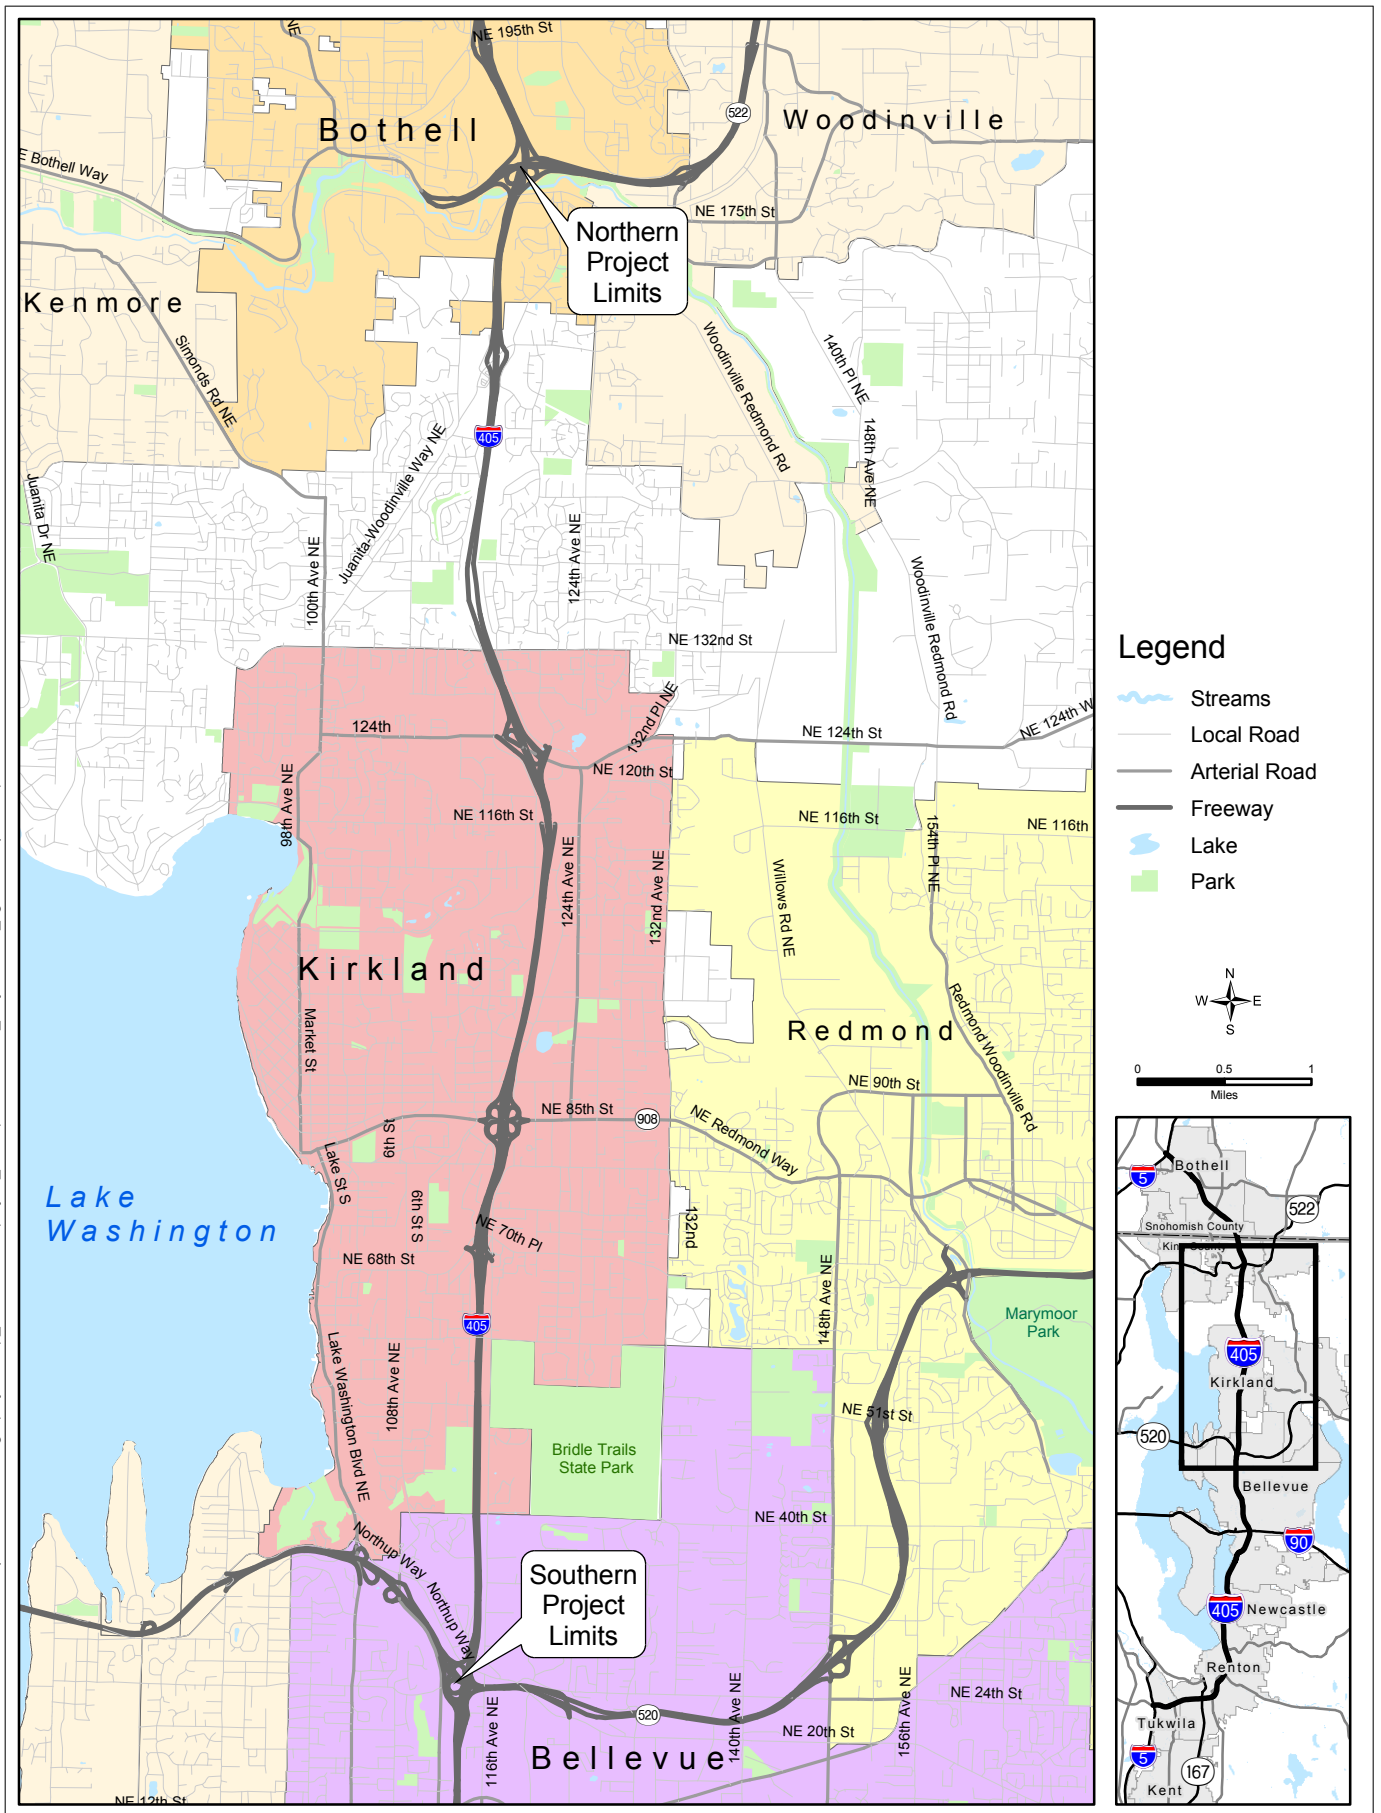 NE 195th St
NE
Bothell
522
Woodinville
E Bothell Way
NE 175th St
Northern
Project
Limits
Kenmore
Simonds Rd NE
Woodinville Redmond Rd
140th Pl NE
148th Ave NE
405
Juanita-Woodinville Way NE
Juanita Dr NE
100th Ave NE
124th Ave NE
Woodinville Redmond Rd
NE 132nd St
132nd Pl NE
124th
NE 124th St
NE 124th W
NE 120th St
98th Ave NE
NE 116th St
NE 116th St
154th Pl NE
NE 116th
124th Ave NE
132nd Ave NE
Willows Rd NE
Kirkland
Redmond
Market St
Redmond Woodinville Rd
NE 90th St
NE 85th St
908
NE Redmond Way
6th St
Lake St S
Lake
Washington
6th St S
NE 70th Pl
132nd
NE 68th St
148th Ave NE
405
Marymoor
Park
Lake Washington Blvd NE
108th Ave NE
NE 51st St
Bridle Trails
State Park
NE 40th St
Northup Way
Northup Way
Southern
Project
Limits
116th Ave NE
520
140th Ave NE
NE 20th St
156th Ave NE
NE 24th St
Bellevue
NE 12th St
Legend
Streams
Local Road
Arterial Road
Freeway
Lake
Park
N
W
E
S
0
0.5
1
Miles
Bothell
5
522
Snohomish County
King County
405
Kirkland
520
Bellevue
90
405
Newcastle
Renton
Tukwila
5
167
Kent